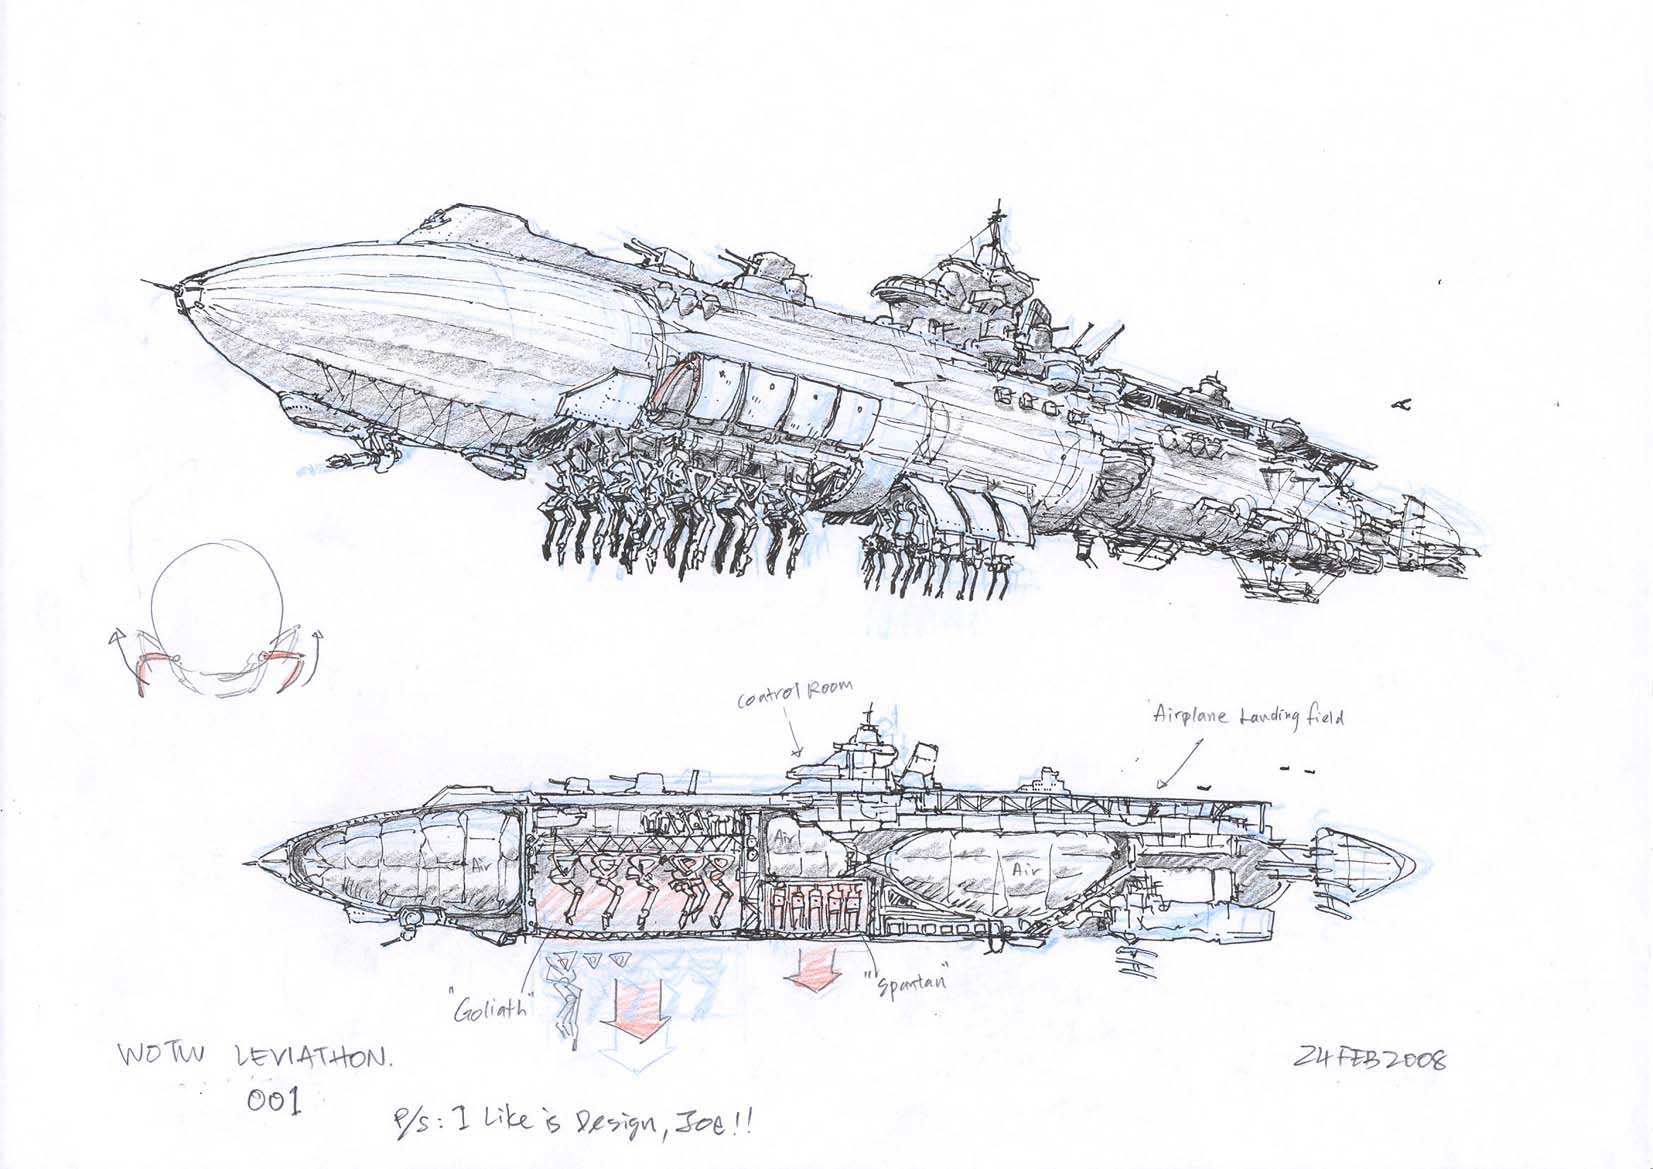 Control Room
Airplane Landing field
Air
Air
Air
"Goliath"
"Spartan"
WOTW LEVIATHON.
001
24 FEB 2008
P/s: I Like is Design, JOE!!